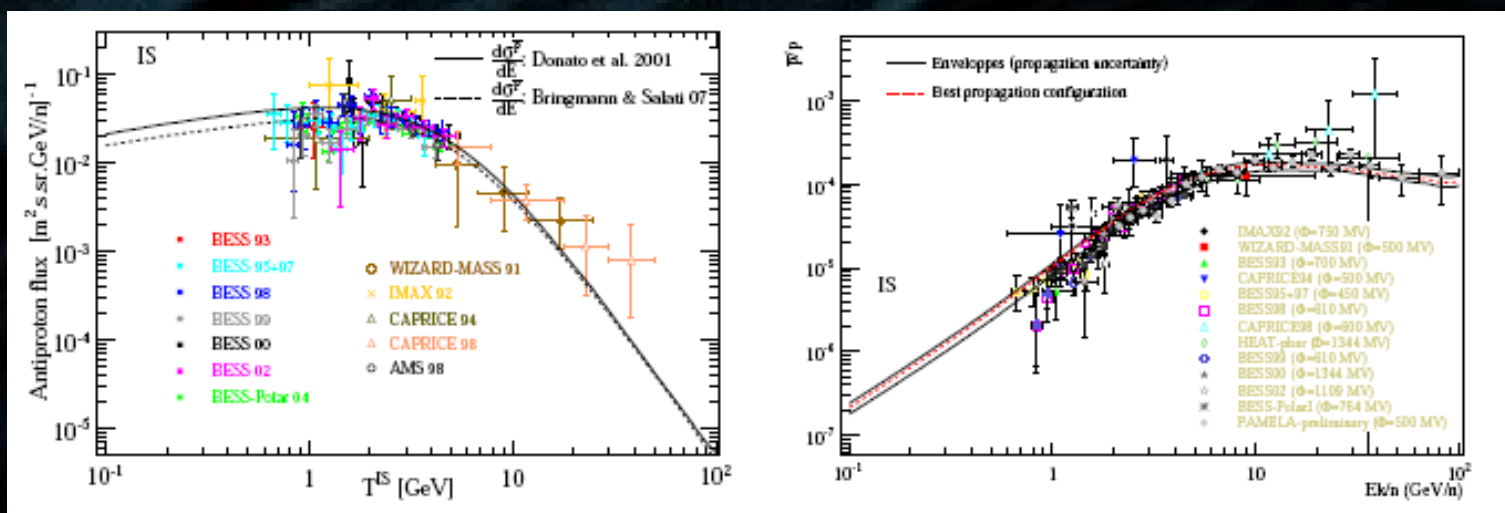 IS
dσ^p̄/dE: Donato et al. 2001
dσ^p̄/dE: Bringmann & Salati 07
Antiproton flux [m².s.sr.GeV/n]⁻¹
10⁻¹
10⁻²
10⁻³
10⁻⁴
10⁻⁵
BESS 93
BESS 95+97
BESS 98
BESS 99
BESS 00
BESS 02
BESS-Polar 04
WIZARD-MASS 91
IMAX 92
CAPRICE 94
CAPRICE 98
AMS 98
10⁻¹
1
10
10²
T^IS [GeV]
p̄/p
Enveloppes (propagation uncertainty)
Best propagation configuration
10⁻³
10⁻⁴
10⁻⁵
10⁻⁶
10⁻⁷
IS
IMAX92 (Φ=750 MV)
WIZARD-MASS91 (Φ=500 MV)
BESS93 (Φ=700 MV)
CAPRICE94 (Φ=500 MV)
BESS95+97 (Φ=450 MV)
BESS98 (Φ=610 MV)
CAPRICE98 (Φ=600 MV)
HEAT-pbar (Φ=1344 MV)
BESS99 (Φ=610 MV)
BESS00 (Φ=1344 MV)
BESS02 (Φ=1109 MV)
BESS-PolarI (Φ=764 MV)
PAMELA-preliminary (Φ=500 MV)
10⁻¹
1
10
10²
Ek/n (GeV/n)